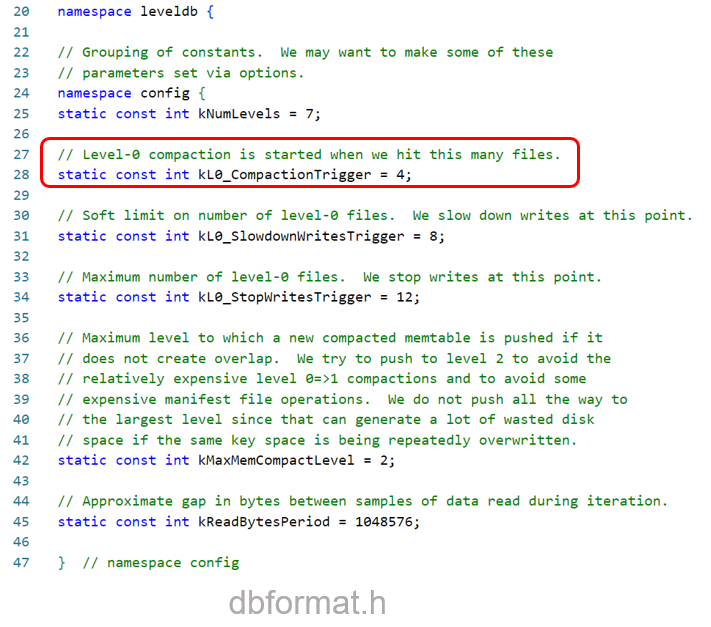 20 namespace leveldb {
21
22 // Grouping of constants.  We may want to make some of these
23 // parameters set via options.
24 namespace config {
25 static const int kNumLevels = 7;
26
27 // Level-0 compaction is started when we hit this many files.
28 static const int kL0_CompactionTrigger = 4;
29
30 // Soft limit on number of level-0 files.  We slow down writes at this point.
31 static const int kL0_SlowdownWritesTrigger = 8;
32
33 // Maximum number of level-0 files.  We stop writes at this point.
34 static const int kL0_StopWritesTrigger = 12;
35
36 // Maximum level to which a new compacted memtable is pushed if it
37 // does not create overlap.  We try to push to level 2 to avoid the
38 // relatively expensive level 0=>1 compactions and to avoid some
39 // expensive manifest file operations.  We do not push all the way to
40 // the largest level since that can generate a lot of wasted disk
41 // space if the same key space is being repeatedly overwritten.
42 static const int kMaxMemCompactLevel = 2;
43
44 // Approximate gap in bytes between samples of data read during iteration.
45 static const int kReadBytesPeriod = 1048576;
46
47 }  // namespace config
dbformat.h